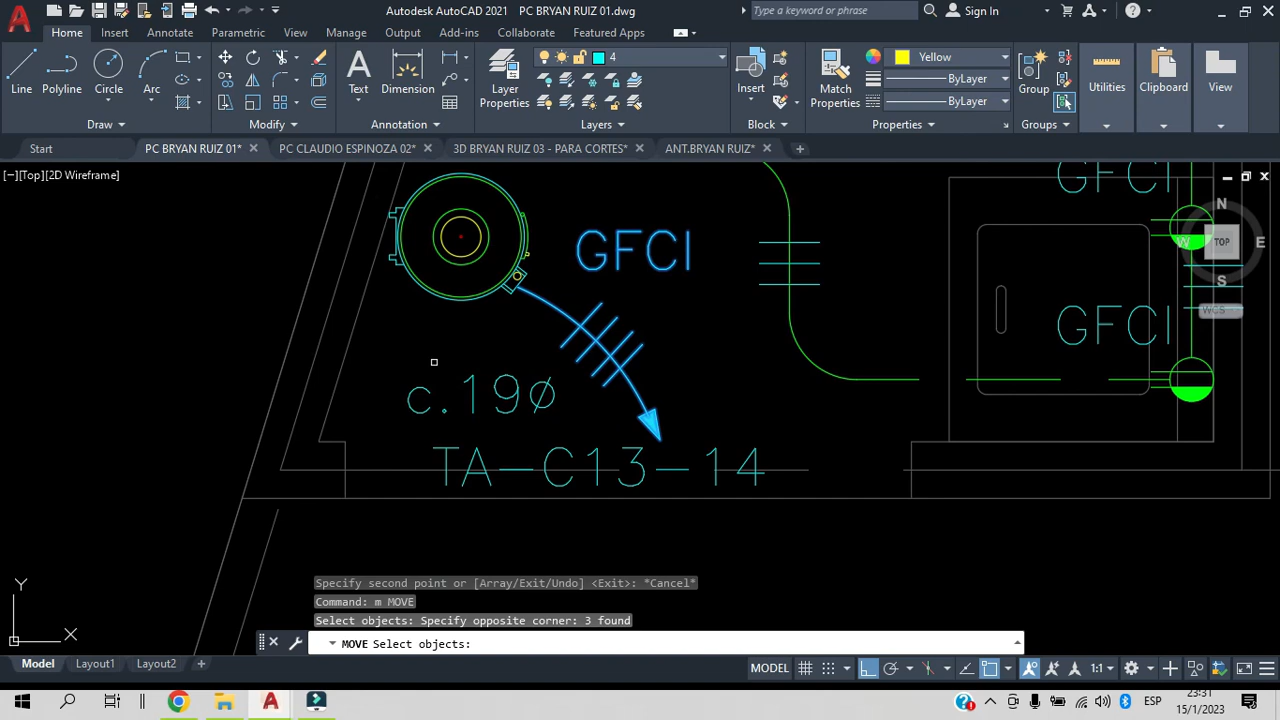 Autodesk AutoCAD 2021 PC BRYAN RUIZ 01.dwg
Type a keyword or phrase
Sign In
Home Insert Annotate Parametric View Manage Output Add-ins Collaborate Featured Apps
4
Yellow
ByLayer
ByLayer
Line Polyline Circle Arc
Text Dimension
Layer Properties
Insert
Match Properties
Group
Utilities Clipboard View
Draw Modify Annotation Layers Block Properties Groups
Start PC BRYAN RUIZ 01* PC CLAUDIO ESPINOZA 02* 3D BRYAN RUIZ 03 - PARA CORTES* ANT.BRYAN RUIZ*
[−][Top][2D Wireframe]
GFCI
N
W TOP E
S
WCS
GFCI
GFCI
c.19ø
TA-C13-14
Specify second point or [Array/Exit/Undo] <Exit>: *Cancel*
Command: m MOVE
Select objects: Specify opposite corner: 3 found
MOVE Select objects:
Y
X
Model Layout1 Layout2
MODEL
1:1
ESP
23:31
15/1/2023